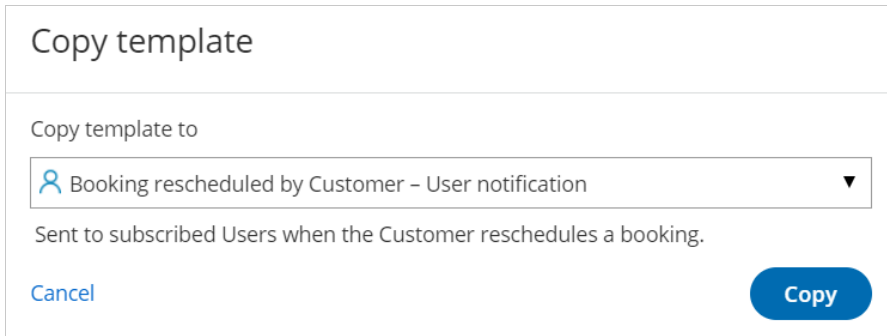 Copy template
Copy template to
Booking rescheduled by Customer – User notification
Sent to subscribed Users when the Customer reschedules a booking.
Cancel
Copy